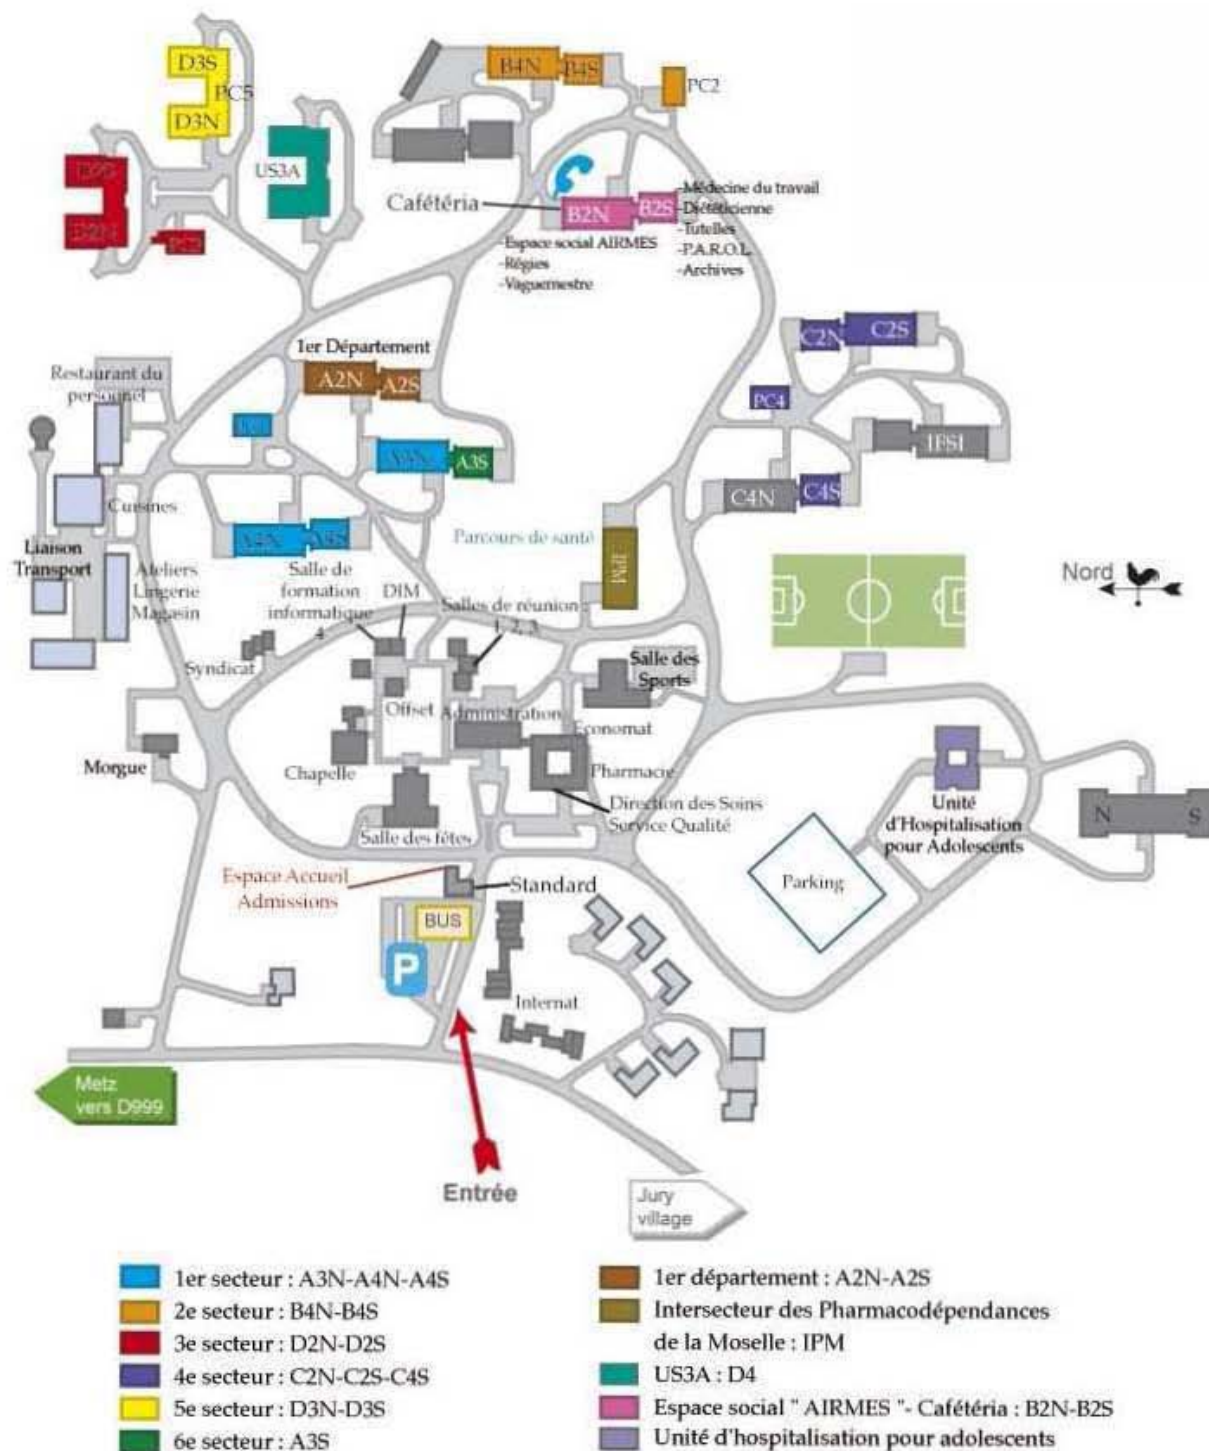 D3S
PC5
D3N
US3A
B4N
B4S
PC2
Cafétéria
B2N
B2S
-Médecine du travail
-Diététicienne
-Tutelles
-P.A.R.O.L.
-Archives
-Espace social AIRMES
-Régies
-Vaguemestre
C2N
C2S
1er Département
A2N
A2S
Restaurant du
personnel
PC4
IFSI
A3N
A3S
C4N
C4S
Cuisines
A4N
A4S
Parcours de santé
IPM
Liaison
Transport
Ateliers
Lingerie
Magasin
Salle de
formation
informatique
4
DIM
Salles de réunion :
1, 2, 3
Nord
Syndicat
Salle des
Sports
Offset
Administration
Economat
Morgue
Chapelle
Pharmacie
Direction des Soins
Service Qualité
Unité
d'Hospitalisation
pour Adolescents
N
S
Salle des fêtes
Espace Accueil
Admissions
Standard
Parking
BUS
P
Internat
Metz
vers D999
Entrée
Jury
village
1er secteur : A3N-A4N-A4S
2e secteur : B4N-B4S
3e secteur : D2N-D2S
4e secteur : C2N-C2S-C4S
5e secteur : D3N-D3S
6e secteur : A3S
1er département : A2N-A2S
Intersecteur des Pharmacodépendances
de la Moselle : IPM
US3A : D4
Espace social " AIRMES "- Cafétéria : B2N-B2S
Unité d'hospitalisation pour adolescents